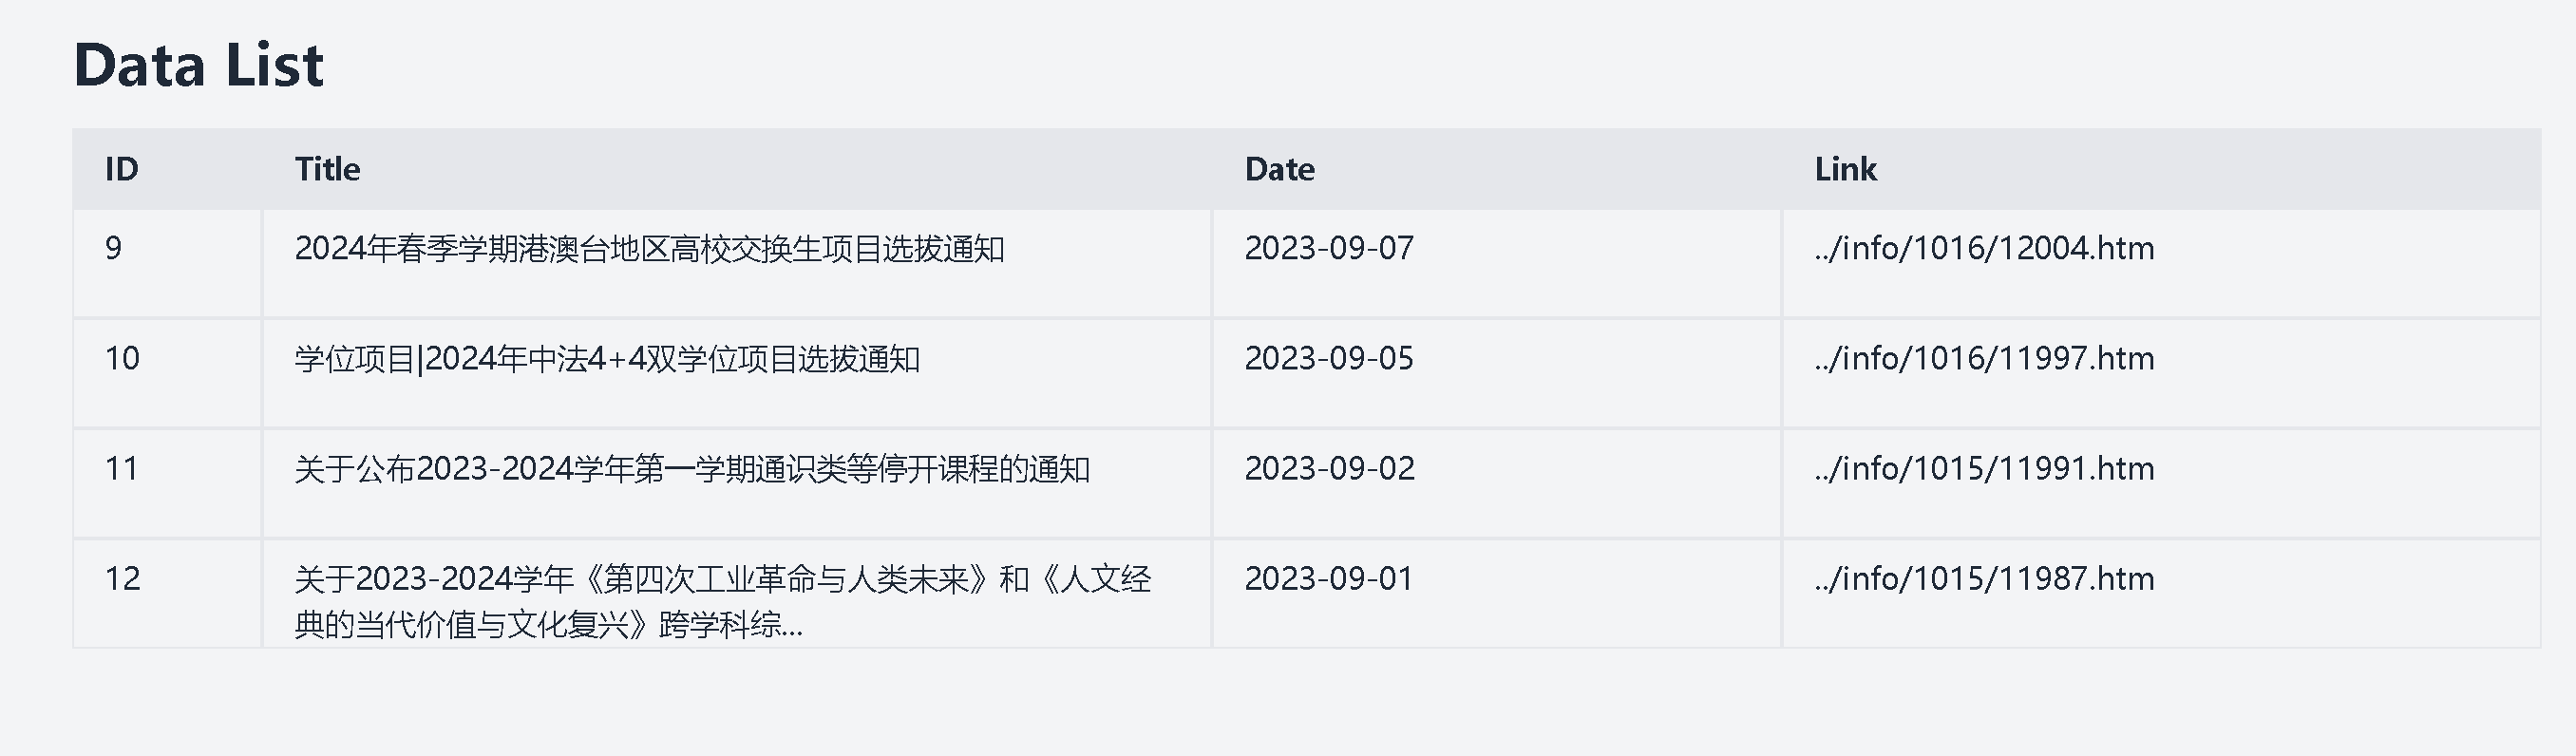 Data List
ID Title Date Link
9 2024年春季学期港澳台地区高校交换生项目选拔通知 2023-09-07 ../info/1016/12004.htm
10 学位项目|2024年中法4+4双学位项目选拔通知 2023-09-05 ../info/1016/11997.htm
11 关于公布2023-2024学年第一学期通识类等停开课程的通知 2023-09-02 ../info/1015/11991.htm
12 关于2023-2024学年《第四次工业革命与人类未来》和《人文经 2023-09-01 ../info/1015/11987.htm
典的当代价值与文化复兴》跨学科综...